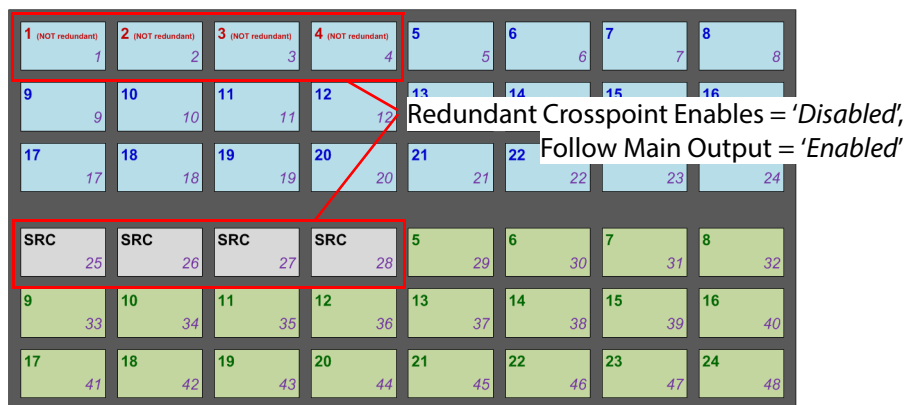 1 (NOT redundant) 2 (NOT redundant) 3 (NOT redundant) 4 (NOT redundant) 5 6 7 8
1 2 3 4 5 6 7 8
9 10 11 12 13 14 15 16
9 10 11 12
Redundant Crosspoint Enables = ‘Disabled’,
Follow Main Output = ‘Enabled’
17 18 19 20 21 22
17 18 19 20 21 22 23 24
SRC SRC SRC SRC 5 6 7 8
25 26 27 28 29 30 31 32
9 10 11 12 13 14 15 16
33 34 35 36 37 38 39 40
17 18 19 20 21 22 23 24
41 42 43 44 45 46 47 48